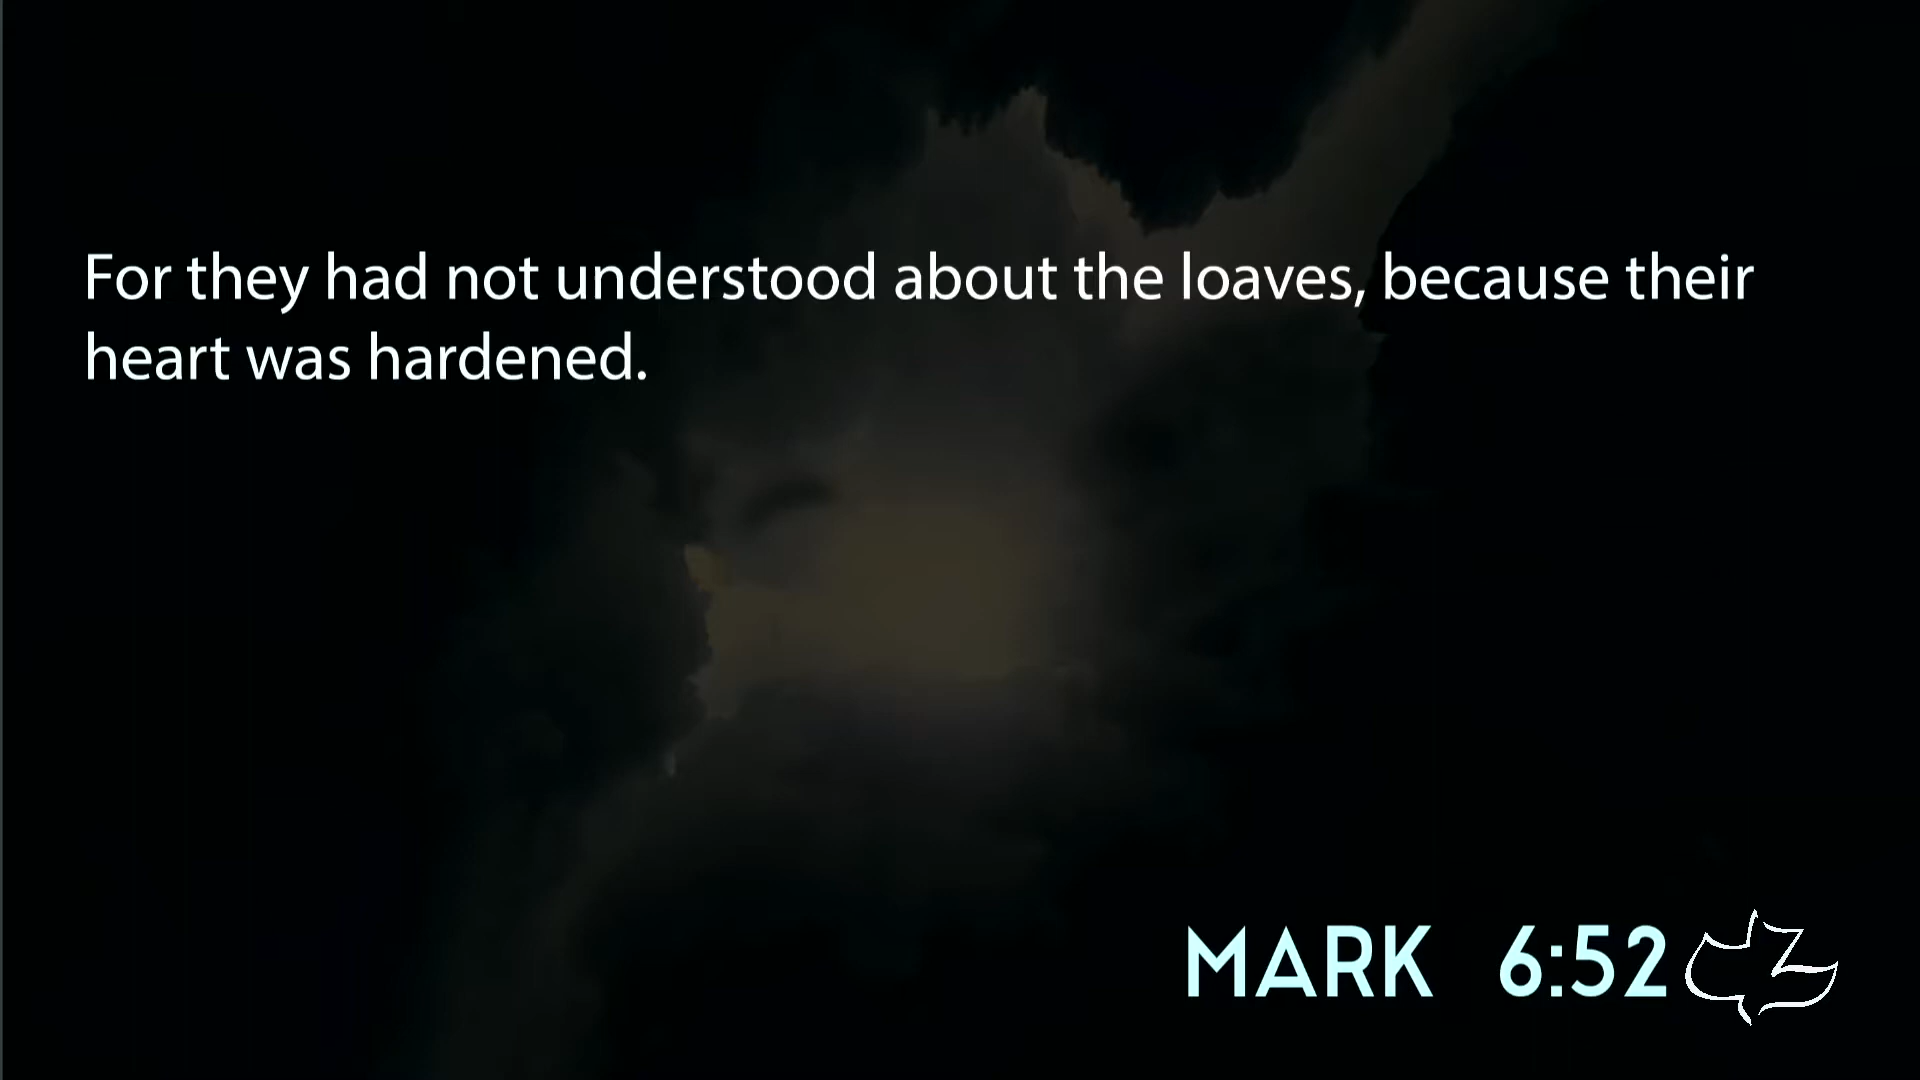 For they had not understood about the loaves, because their
heart was hardened.
MARK 6:52